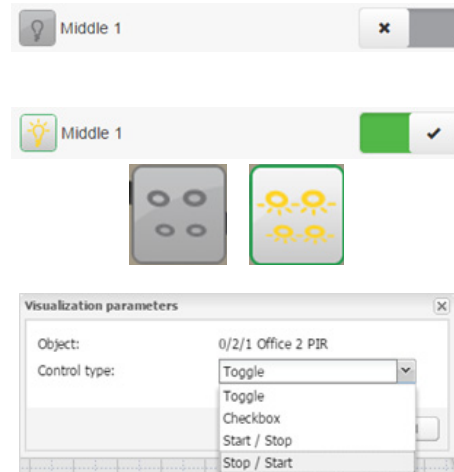 Middle 1
Middle 1
Visualization parameters
Object: 0/2/1 Office 2 PIR
Control type: Toggle
Toggle
Checkbox
Start / Stop
Stop / Start